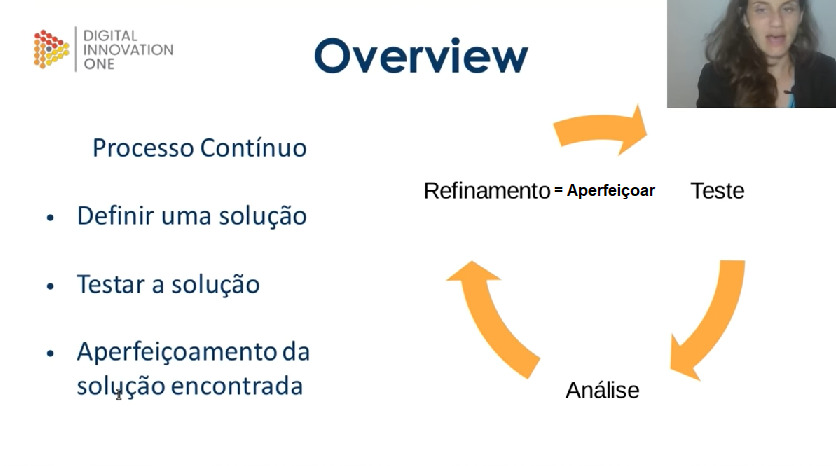 DIGITAL
INNOVATION
ONE
Overview
Processo Contínuo
• Definir uma solução
• Testar a solução
• Aperfeiçoamento da
solução encontrada
Refinamento = Aperfeiçoar
Teste
Análise